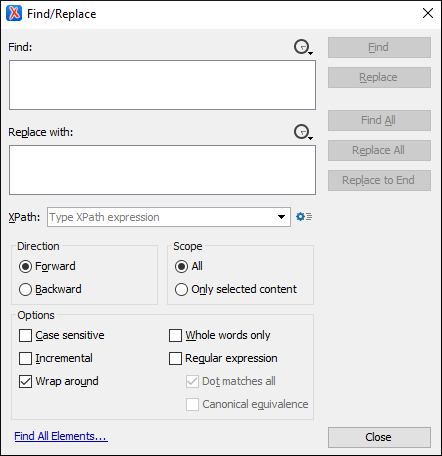 Find/Replace
Find:
Find
Replace
Find All
Replace with:
Replace All
Replace to End
XPath: Type XPath expression
Direction
Forward
Backward
Scope
All
Only selected content
Options
Case sensitive
Whole words only
Incremental
Regular expression
Wrap around
Dot matches all
Canonical equivalence
Find All Elements...
Close